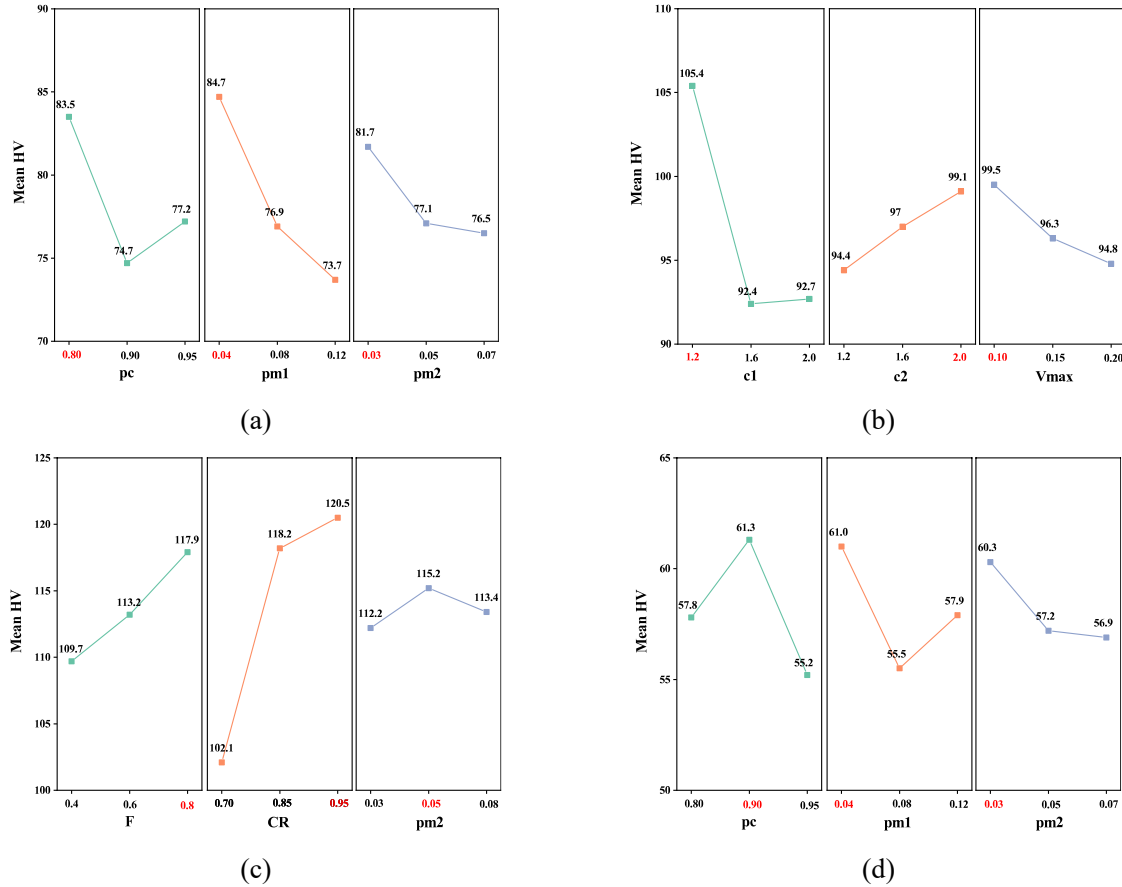 90
85
80
75
70
Mean HV
83.5
74.7
77.2
84.7
76.9
73.7
81.7
77.1
76.5
0.80 0.90 0.95
0.04 0.08 0.12
0.03 0.05 0.07
pc pm1 pm2
(a)
110
105
100
95
90
Mean HV
105.4
92.4
92.7
94.4
97
99.1
99.5
96.3
94.8
1.2 1.6 2.0
1.2 1.6 2.0
0.10 0.15 0.20
c1 c2 Vmax
(b)
125
120
115
110
105
100
Mean HV
109.7
113.2
117.9
102.1
118.2
120.5
112.2
115.2
113.4
0.4 0.6 0.8
0.70 0.85 0.95
0.03 0.05 0.08
F CR pm2
(c)
65
60
55
50
Mean HV
57.8
61.3
55.2
61.0
55.5
57.9
60.3
57.2
56.9
0.80 0.90 0.95
0.04 0.08 0.12
0.03 0.05 0.07
pc pm1 pm2
(d)